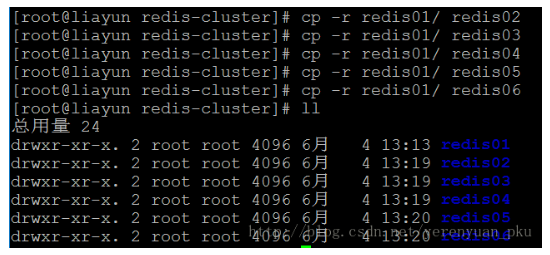 [root@liayun redis-cluster]# cp -r redis01/ redis02
[root@liayun redis-cluster]# cp -r redis01/ redis03
[root@liayun redis-cluster]# cp -r redis01/ redis04
[root@liayun redis-cluster]# cp -r redis01/ redis05
[root@liayun redis-cluster]# cp -r redis01/ redis06
[root@liayun redis-cluster]# ll
总用量 24
drwxr-xr-x. 2 root root 4096 6月 4 13:13 redis01
drwxr-xr-x. 2 root root 4096 6月 4 13:19 redis02
drwxr-xr-x. 2 root root 4096 6月 4 13:19 redis03
drwxr-xr-x. 2 root root 4096 6月 4 13:19 redis04
drwxr-xr-x. 2 root root 4096 6月 4 13:20 redis05
drwxr-xr-x. 2 root root 4096 6月 4 13:20 redis06
http://blog.csdn.net/yerenyuan_pku